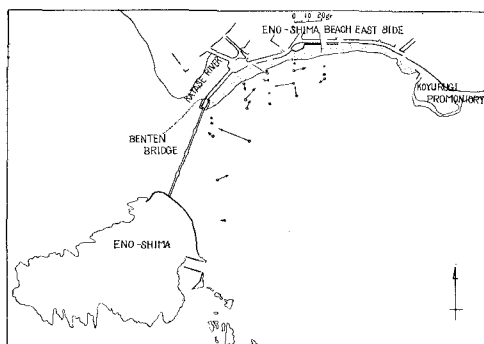 0 10 20gr
ENO-SHIMA BEACH EAST SIDE
KATASE RIVER
KOYURUGI
PROMONTORY
BENTEN
BRIDGE
ENO-SHIMA